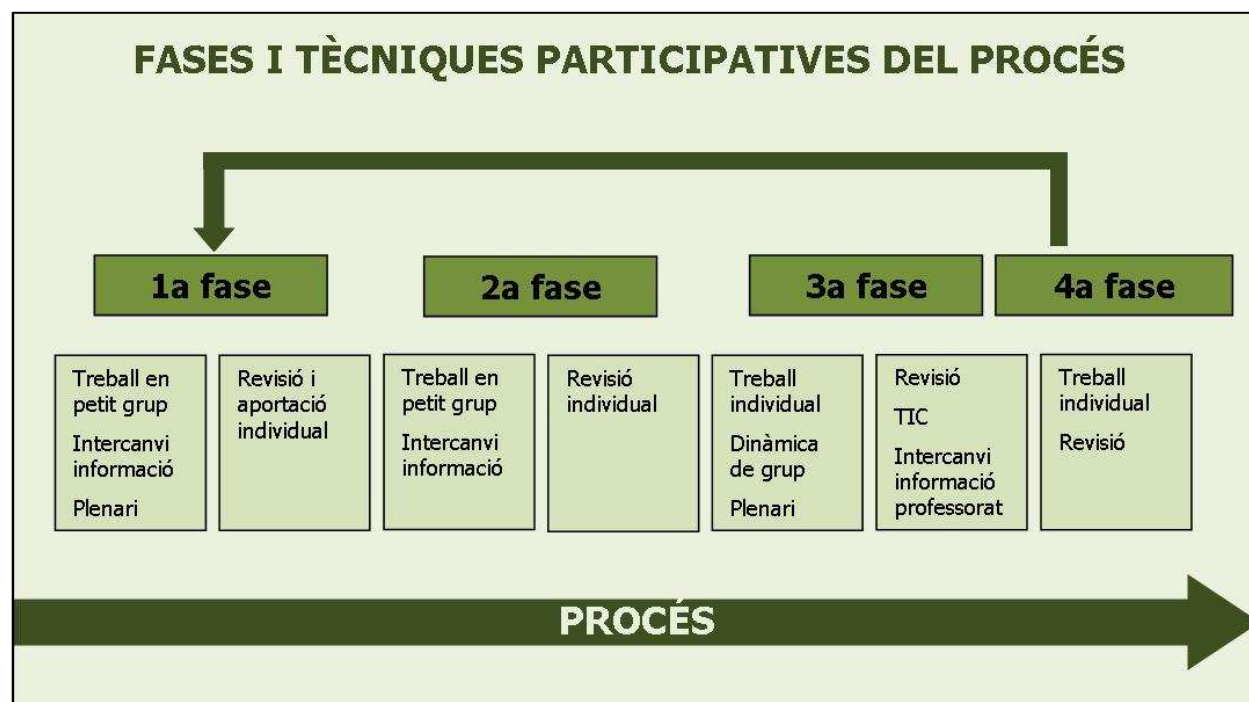 FASES I TÈCNIQUES PARTICIPATIVES DEL PROCÉS
1a fase
2a fase
3a fase
4a fase
Treball en
petit grup
Intercanvi
informació
Plenari
Revisió i
aportació
individual
Treball en
petit grup
Intercanvi
informació
Revisió
individual
Treball
individual
Dinàmica
de grup
Plenari
Revisió
TIC
Intercanvi
informació
professorat
Treball
individual
Revisió
PROCÉS